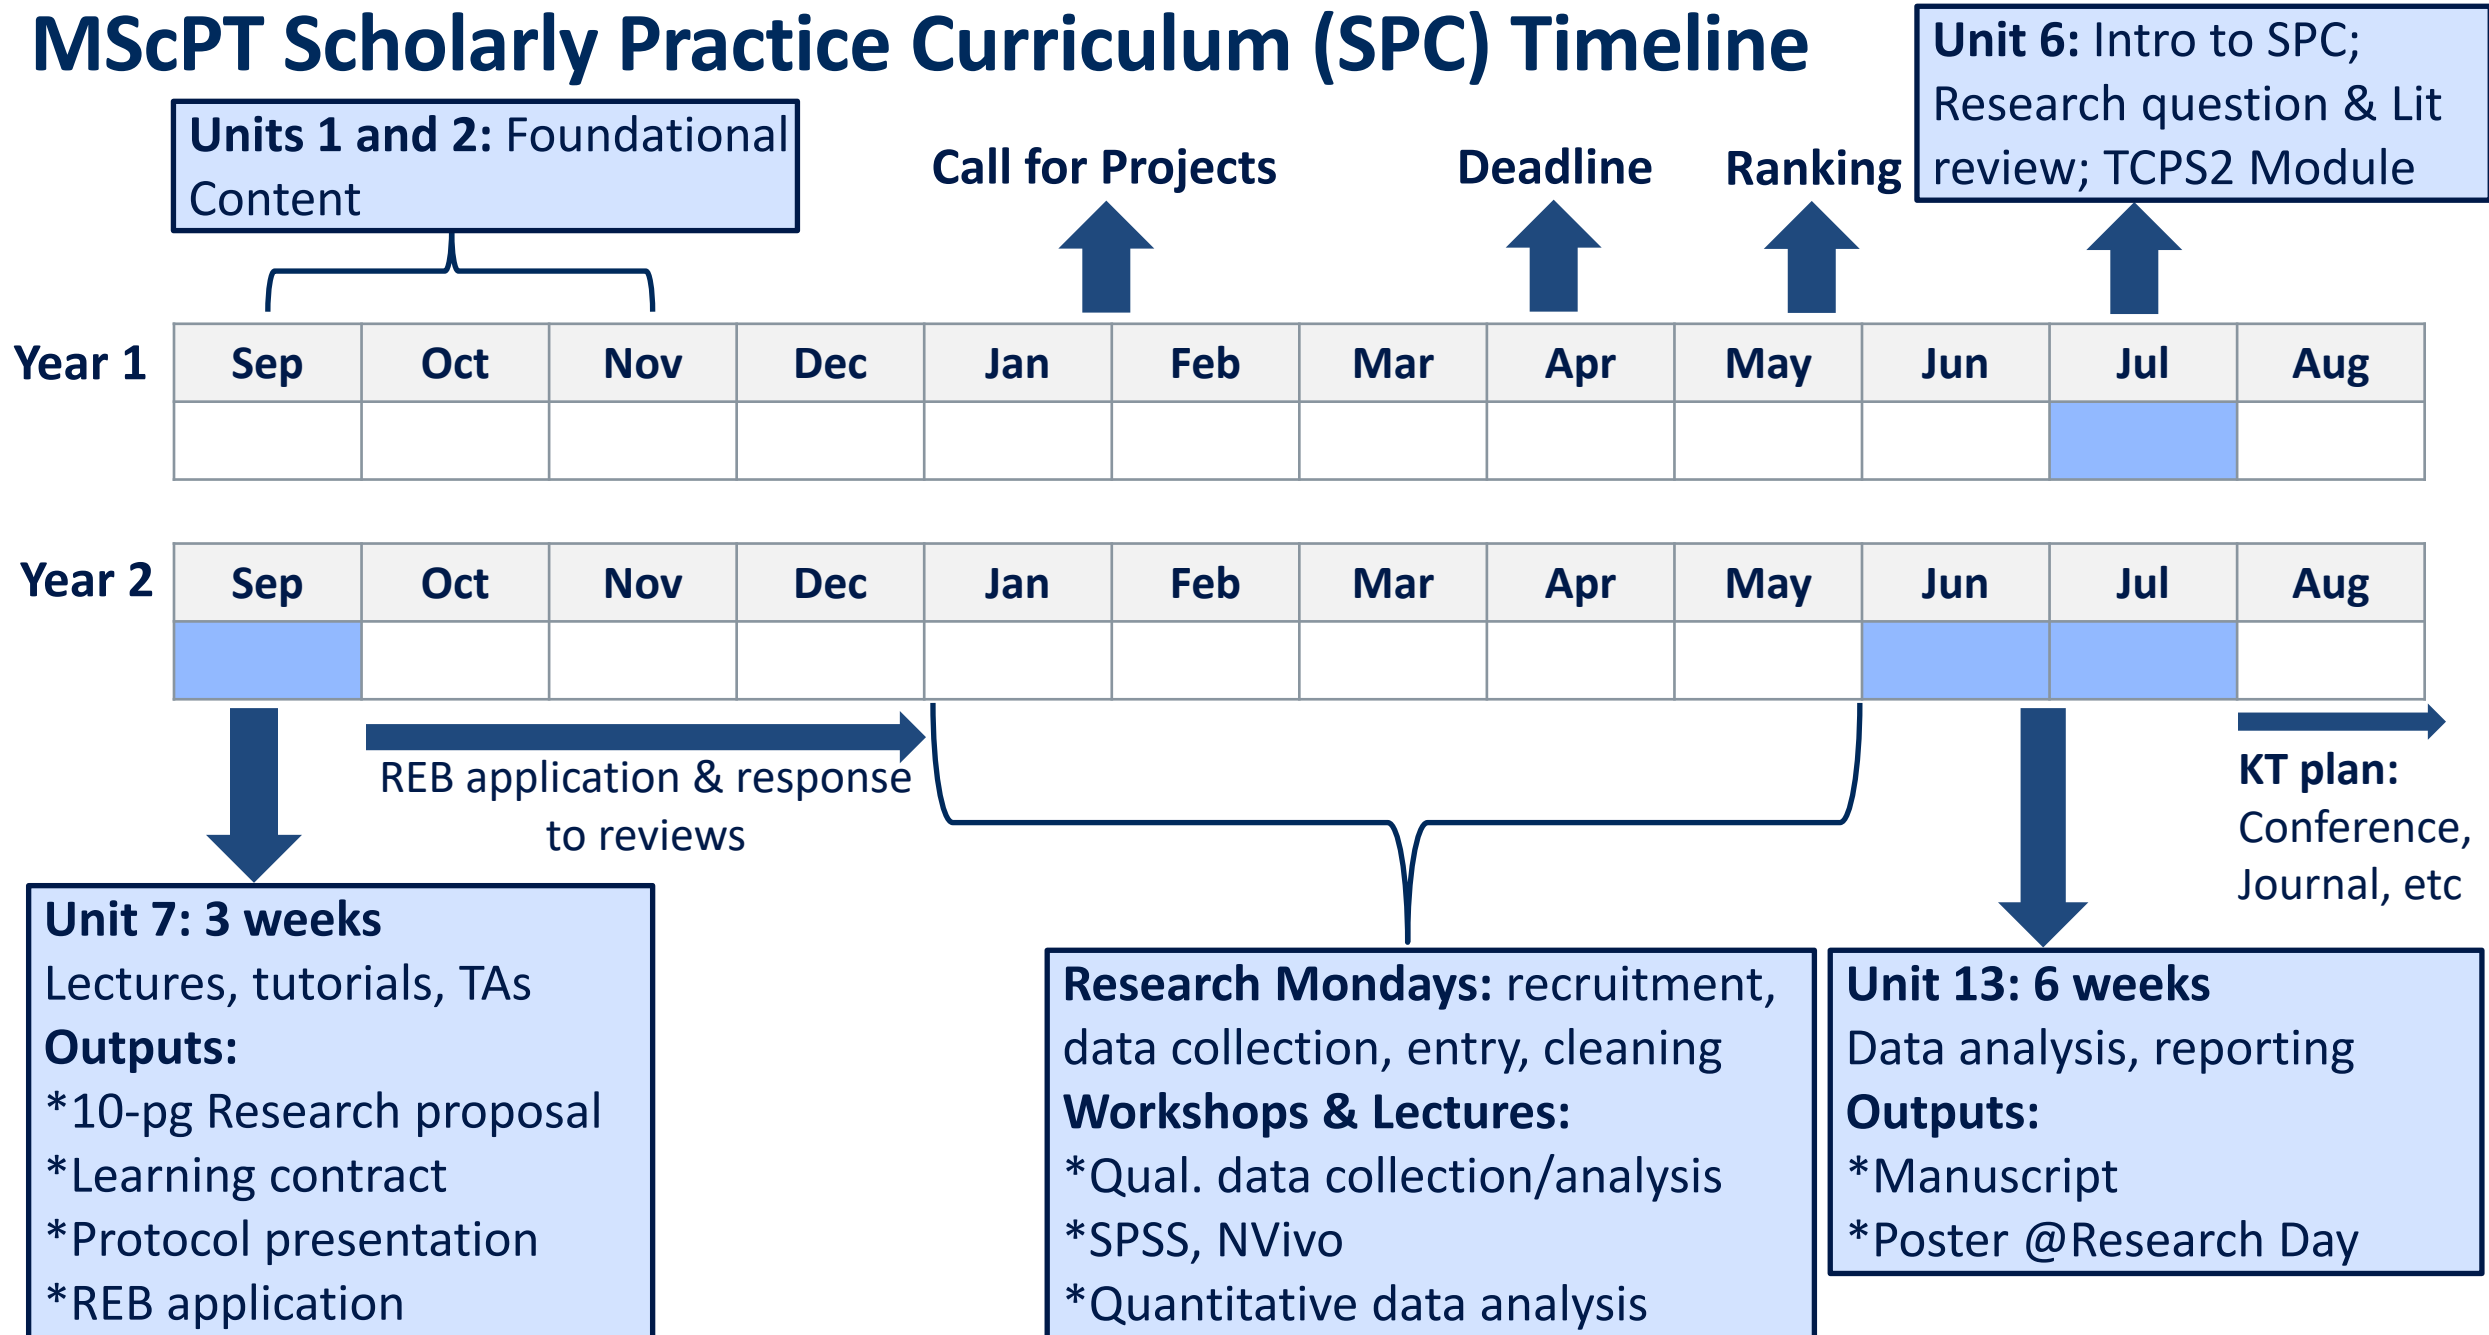 MScPT Scholarly Practice Curriculum (SPC) Timeline
Units 1 and 2: Foundational
Content
Call for Projects
Deadline
Ranking
Unit 6: Intro to SPC;
Research question & Lit
review; TCPS2 Module
Year 1
Sep Oct Nov Dec Jan Feb Mar Apr May Jun Jul Aug
Year 2
Sep Oct Nov Dec Jan Feb Mar Apr May Jun Jul Aug
REB application & response
to reviews
KT plan:
Conference,
Journal, etc
Unit 7: 3 weeks
Lectures, tutorials, TAs
Outputs:
*10-pg Research proposal
*Learning contract
*Protocol presentation
*REB application
Research Mondays: recruitment,
data collection, entry, cleaning
Workshops & Lectures:
*Qual. data collection/analysis
*SPSS, NVivo
*Quantitative data analysis
Unit 13: 6 weeks
Data analysis, reporting
Outputs:
*Manuscript
*Poster @Research Day